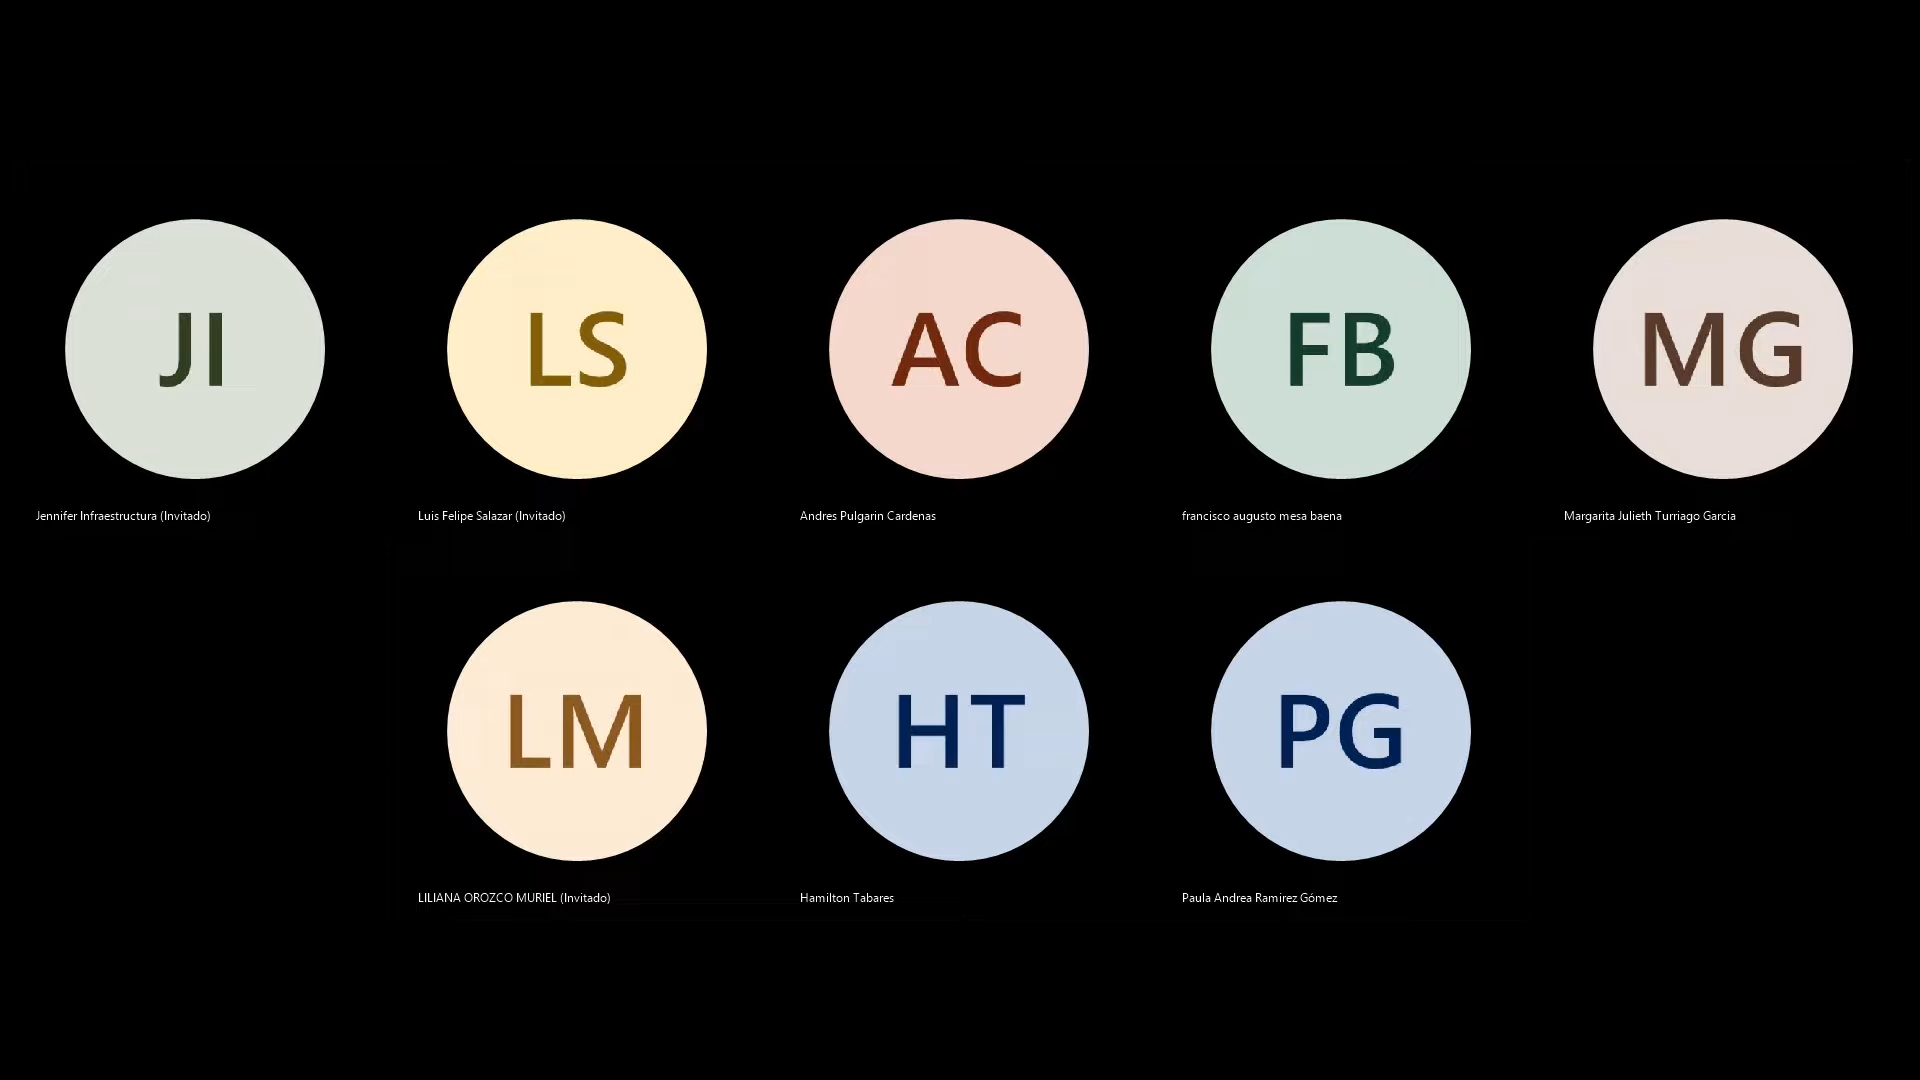 JI
LS
AC
FB
MG
Jennifer Infraestructura (Invitado)
Luis Felipe Salazar (Invitado)
Andres Pulgarin Cardenas
francisco augusto mesa baena
Margarita Julieth Turriago Garcia
LM
HT
PG
LILIANA OROZCO MURIEL (Invitado)
Hamilton Tabares
Paula Andrea Ramirez Gómez